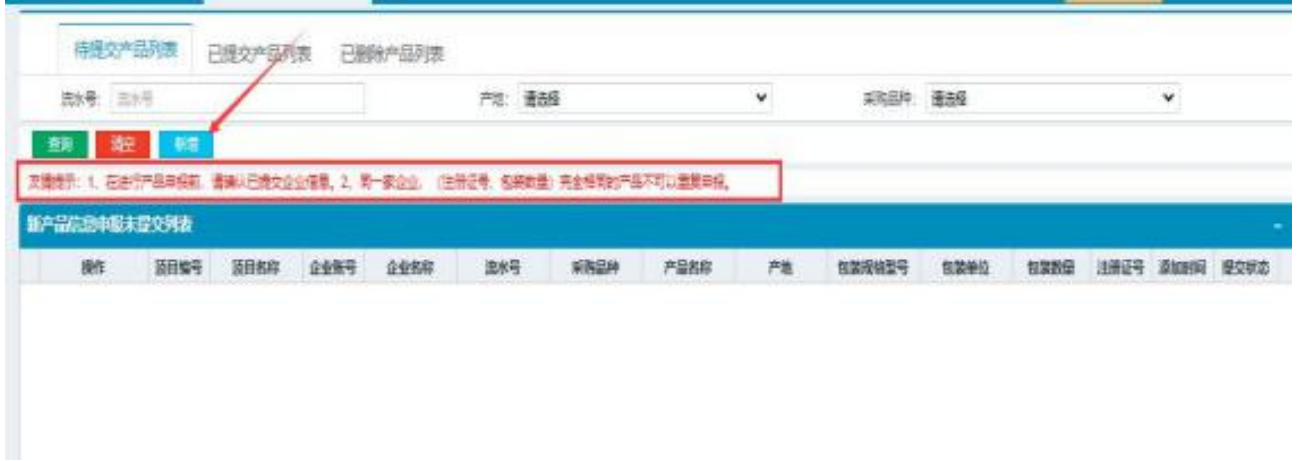 待提交产品列表 已提交产品列表 已删除产品列表
流水号: 流水号 产地: 请选择 采购品种: 请选择
查询 清空 新增
友情提示：1、在进行产品申报前，请确认已提交企业信息。2、同一家企业，（注册证号、包装数量）完全相同的产品不可以重复申报。
新产品信息申报未提交列表
操作 项目编号 项目名称 企业账号 企业名称 流水号 采购品种 产品名称 产地 包装规格型号 包装单位 包装数量 注册证号 添加时间 提交状态